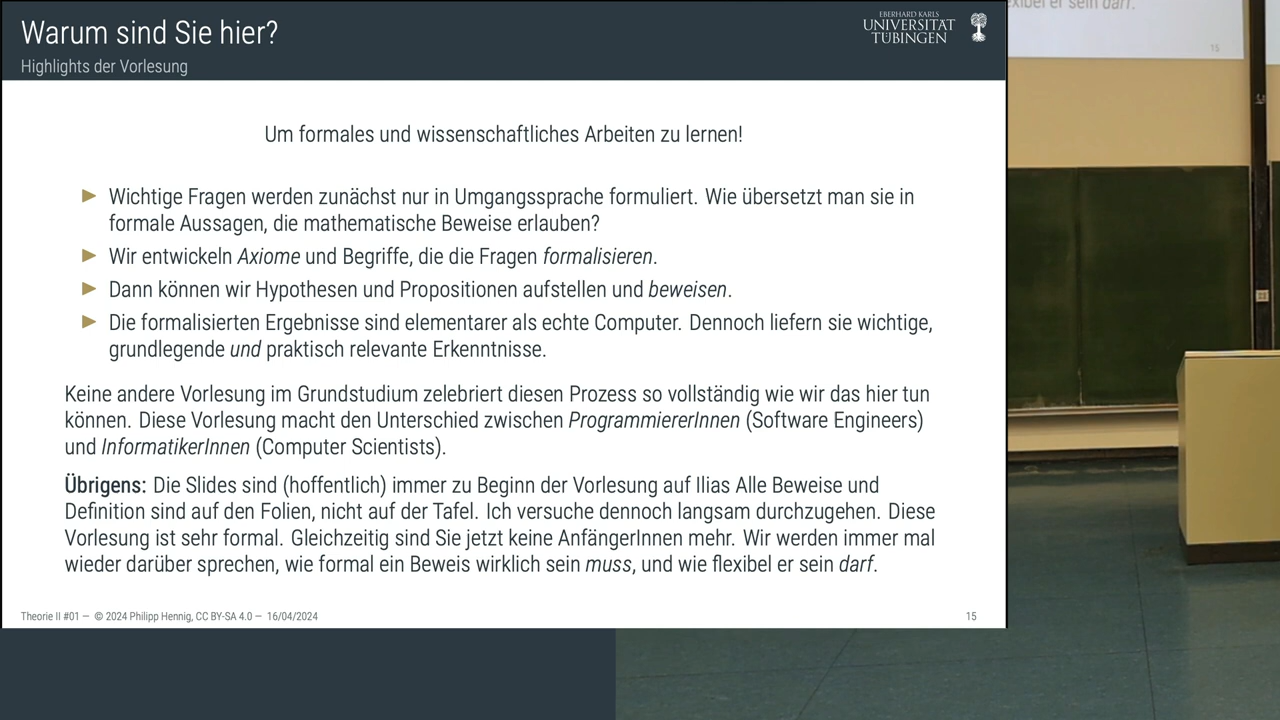 Warum sind Sie hier?
Highlights der Vorlesung
EBERHARD KARLS
UNIVERSITÄT
TÜBINGEN
Um formales und wissenschaftliches Arbeiten zu lernen!
Wichtige Fragen werden zunächst nur in Umgangssprache formuliert. Wie übersetzt man sie in
formale Aussagen, die mathematische Beweise erlauben?
Wir entwickeln Axiome und Begriffe, die die Fragen formalisieren.
Dann können wir Hypothesen und Propositionen aufstellen und beweisen.
Die formalisierten Ergebnisse sind elementarer als echte Computer. Dennoch liefern sie wichtige,
grundlegende und praktisch relevante Erkenntnisse.
Keine andere Vorlesung im Grundstudium zelebriert diesen Prozess so vollständig wie wir das hier tun
können. Diese Vorlesung macht den Unterschied zwischen ProgrammiererInnen (Software Engineers)
und InformatikerInnen (Computer Scientists).
Übrigens: Die Slides sind (hoffentlich) immer zu Beginn der Vorlesung auf Ilias Alle Beweise und
Definition sind auf den Folien, nicht auf der Tafel. Ich versuche dennoch langsam durchzugehen. Diese
Vorlesung ist sehr formal. Gleichzeitig sind Sie jetzt keine AnfängerInnen mehr. Wir werden immer mal
wieder darüber sprechen, wie formal ein Beweis wirklich sein muss, und wie flexibel er sein darf.
Theorie II #01 — © 2024 Philipp Hennig, CC BY-SA 4.0 — 16/04/2024
15
er sein darf.
15